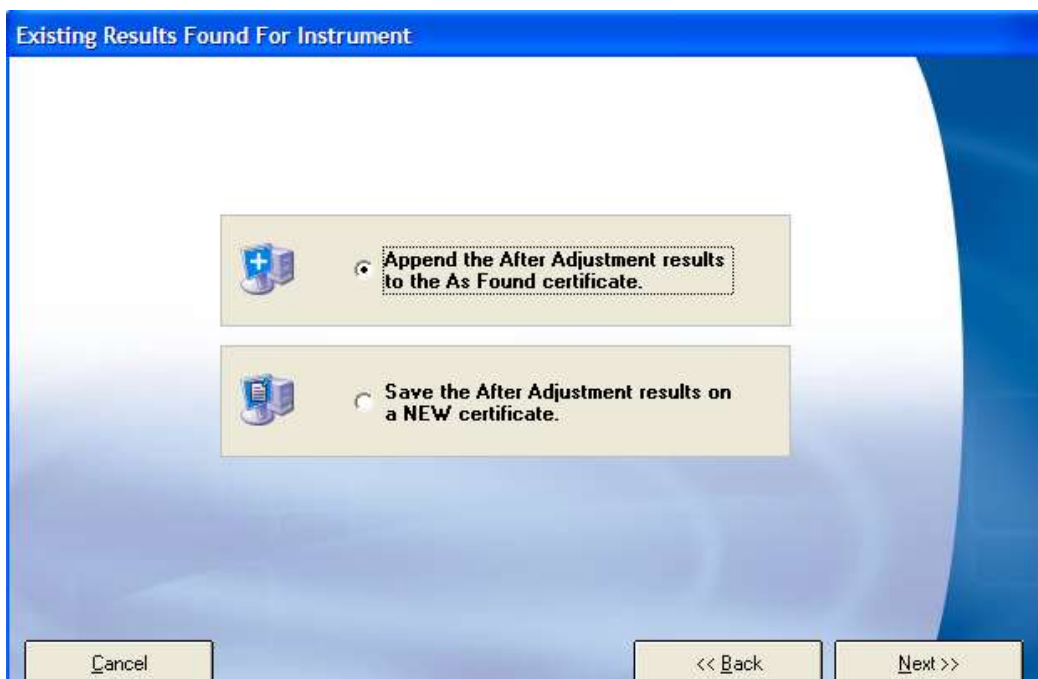 Existing Results Found For Instrument
Append the After Adjustment results
to the As Found certificate.
Save the After Adjustment results on
a NEW certificate.
Cancel
<< Back
Next >>